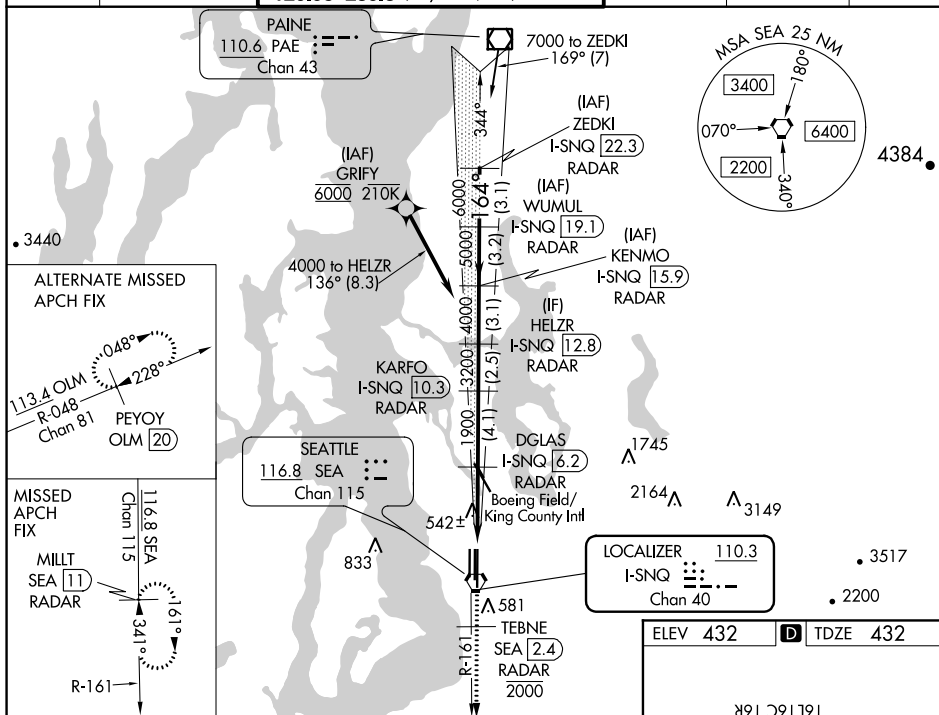 PAINE
110.6 PAE
Chan 43
7000 to ZEDKI
169° (7)
MSA SEA 25 NM
180°
3400
070°
6400
2200
340°
4384
344°
(IAF)
ZEDKI
I-SNQ 22.3
RADAR
(IAF)
GRIFY
6000 210K
6000
164°
(3.1)
(IAF)
WUMUL
I-SNQ 19.1
RADAR
3440
4000 to HELZR
136° (8.3)
5000
(3.2)
(IAF)
KENMO
I-SNQ 15.9
RADAR
ALTERNATE MISSED
APCH FIX
048°
228°
113.4 OLM
R-048
Chan 81
PEYOY
OLM 20
4000
(3.1)
(IF)
HELZR
I-SNQ 12.8
RADAR
3200
(2.5)
KARFO
I-SNQ 10.3
RADAR
1900
(4.1)
DGLAS
I-SNQ 6.2
RADAR
Boeing Field/
King County Intl
1745
2164
3149
SEATTLE
116.8 SEA
Chan 115
542±
833
MISSED
APCH
FIX
116.8 SEA
Chan 115
MILLT
SEA 11
RADAR
161°
341°
R-161
LOCALIZER 110.3
I-SNQ
Chan 40
3517
2200
581
TEBNE
SEA 2.4
RADAR
2000
R-161
ELEV 432 D TDZE 432
16L 16C 16R